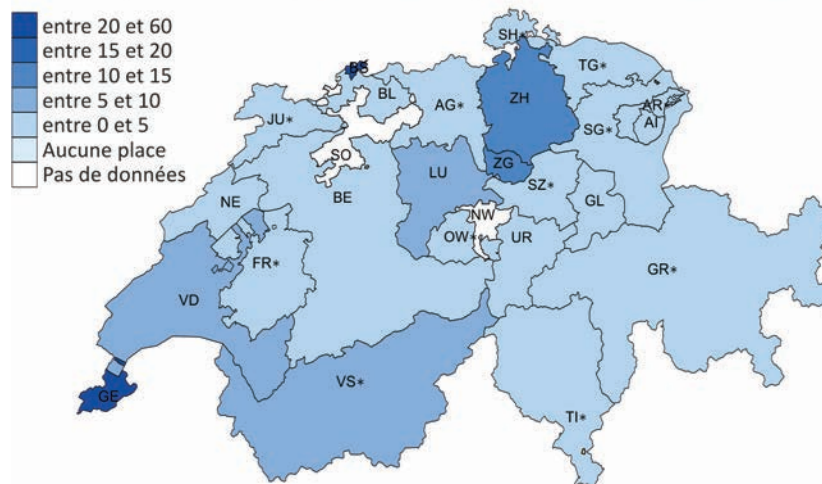 entre 20 et 60
entre 15 et 20
entre 10 et 15
entre 5 et 10
entre 0 et 5
Aucune place
Pas de données
SH*
BS
TG*
BL
AG*
ZH
AR*
JU*
SG*
AI
SO
ZG
LU
SZ*
NE
BE
GL
NW
OW*
UR
FR*
GR*
VD
VS*
GE
TI*